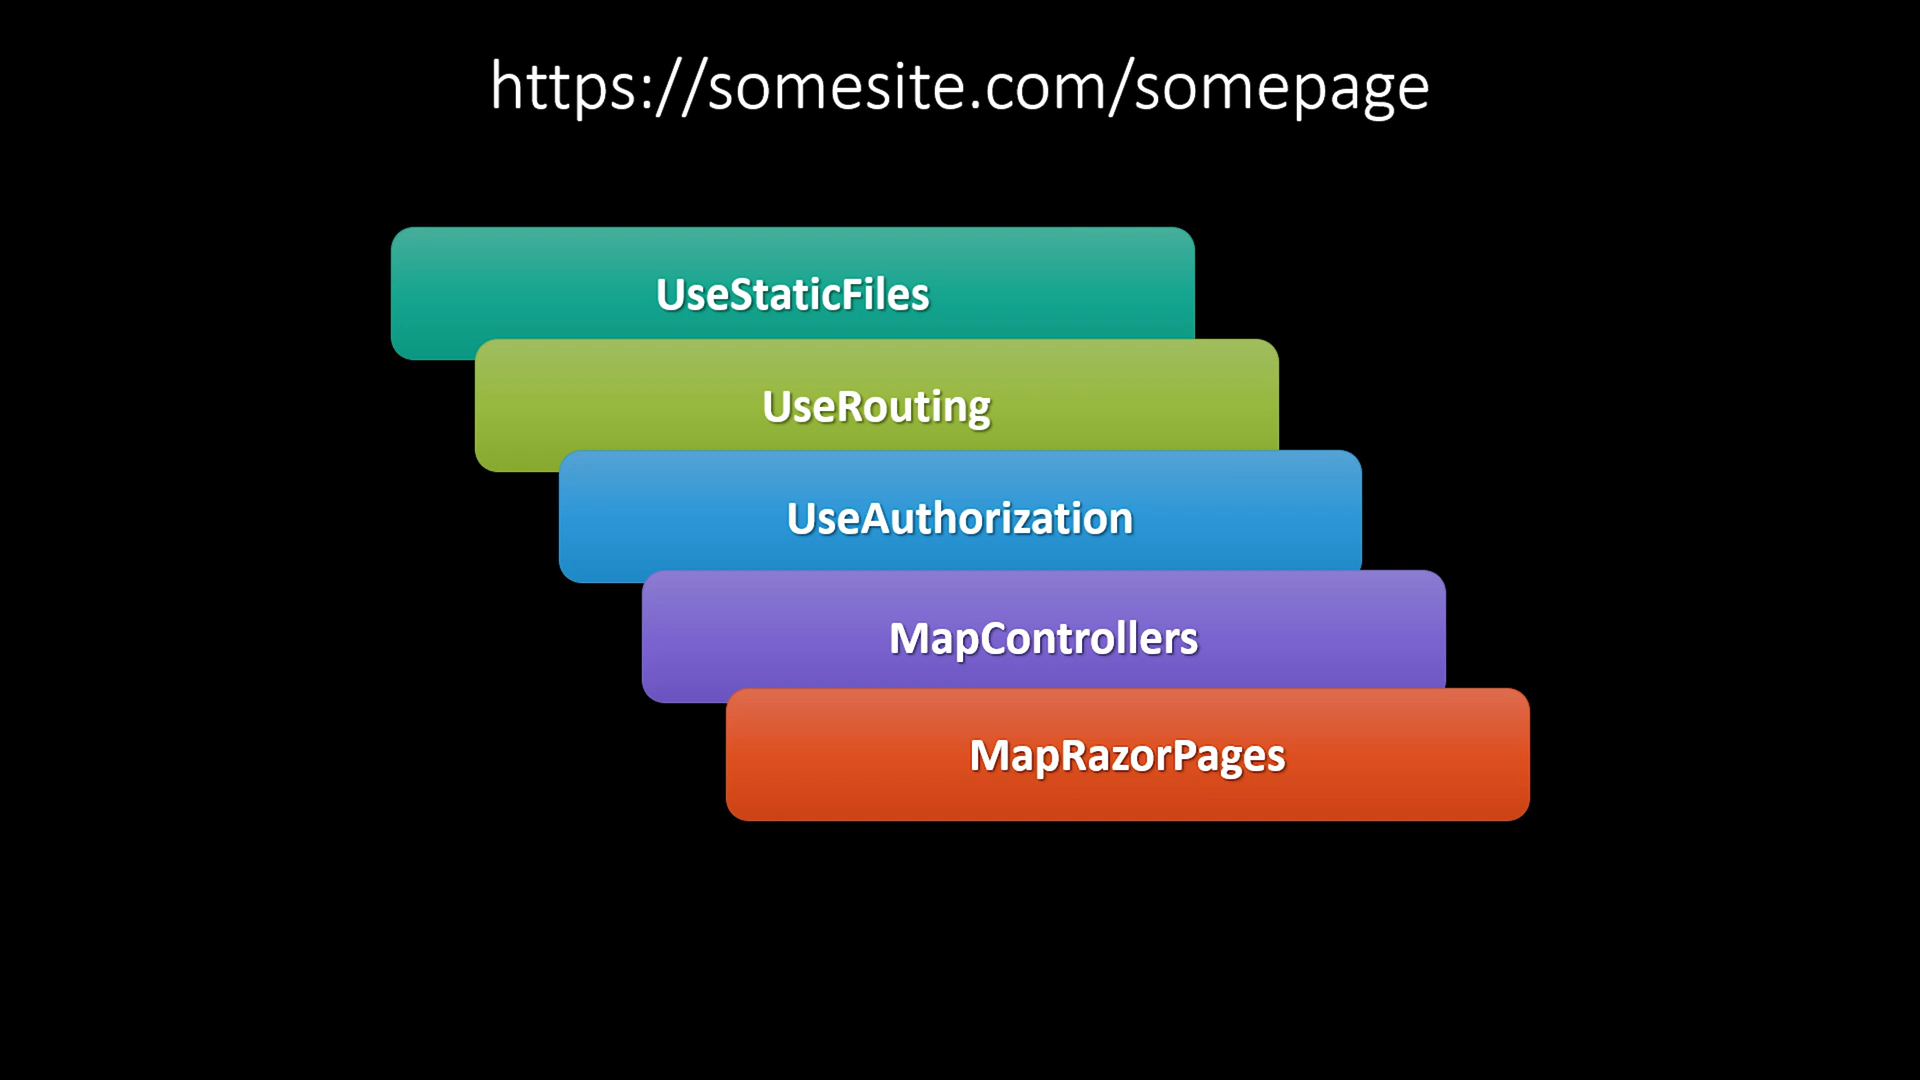 https://somesite.com/somepage
UseStaticFiles
UseRouting
UseAuthorization
MapControllers
MapRazorPages